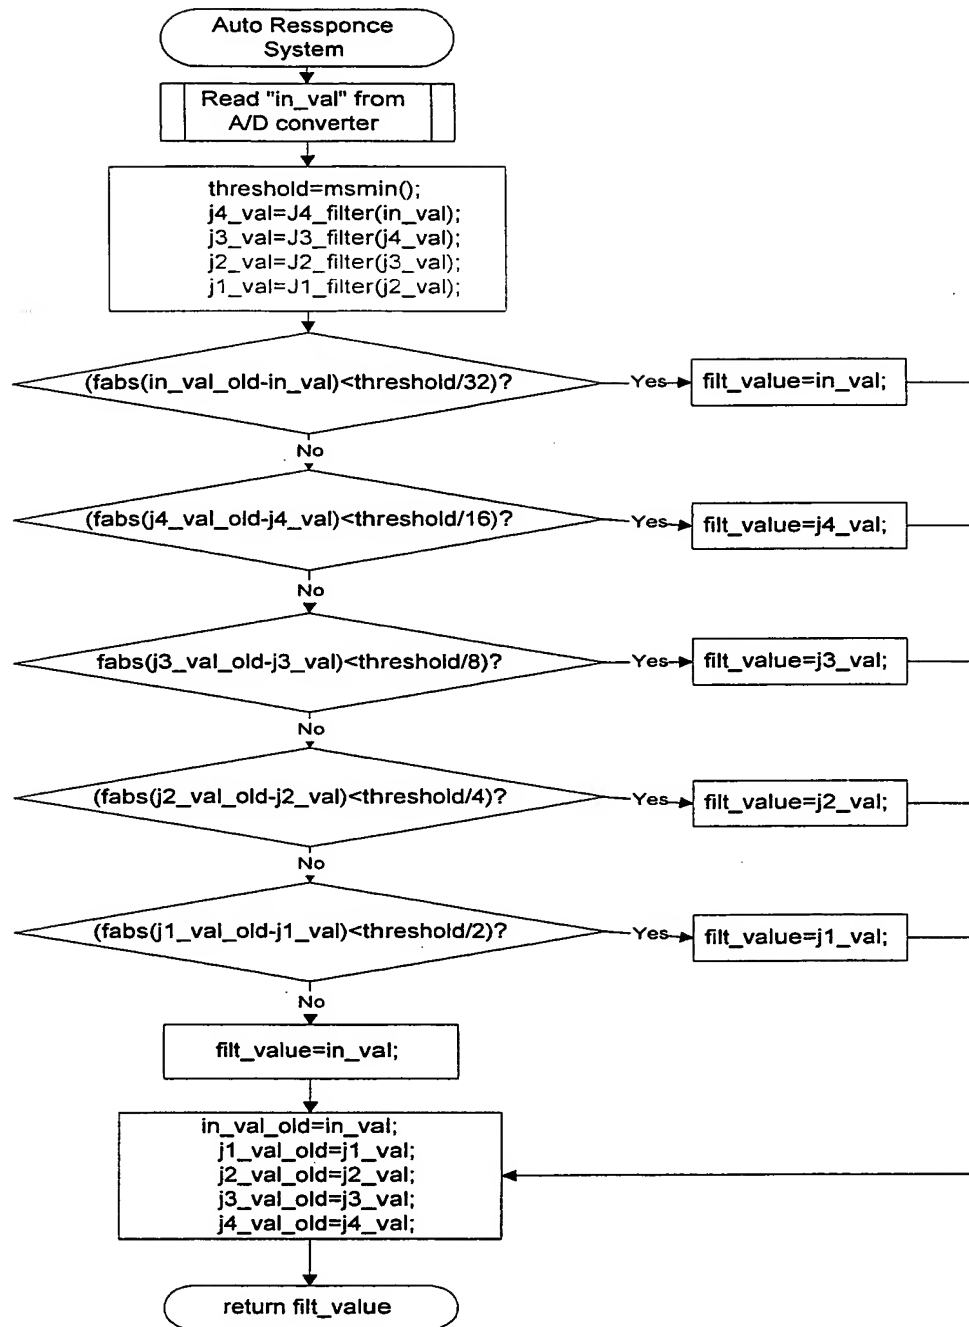 Auto Ressponce
System
Read "in_val" from
A/D converter
threshold=msmin();
j4_val=J4_filter(in_val);
j3_val=J3_filter(j4_val);
j2_val=J2_filter(j3_val);
j1_val=J1_filter(j2_val);
(fabs(in_val_old-in_val)<threshold/32)?
Yes
filt_value=in_val;
No
(fabs(j4_val_old-j4_val)<threshold/16)?
Yes
filt_value=j4_val;
No
fabs(j3_val_old-j3_val)<threshold/8)?
Yes
filt_value=j3_val;
No
(fabs(j2_val_old-j2_val)<threshold/4)?
Yes
filt_value=j2_val;
No
(fabs(j1_val_old-j1_val)<threshold/2)?
Yes
filt_value=j1_val;
No
filt_value=in_val;
in_val_old=in_val;
j1_val_old=j1_val;
j2_val_old=j2_val;
j3_val_old=j3_val;
j4_val_old=j4_val;
return filt_value